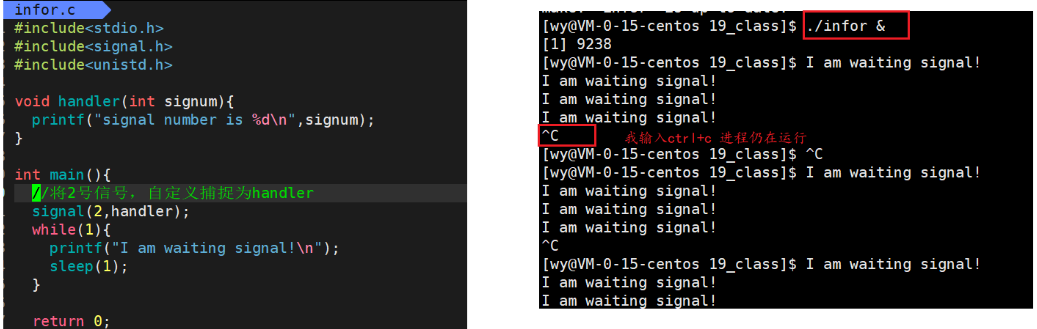 infor.c
#include<stdio.h>
#include<signal.h>
#include<unistd.h>
void handler(int signum){
printf("signal number is %d\n",signum);
}
int main(){
//将2号信号，自定义捕捉为handler
signal(2,handler);
while(1){
printf("I am waiting signal!\n");
sleep(1);
}
return 0;
[wy@VM-0-15-centos 19_class]$ ./infor &
[1] 9238
[wy@VM-0-15-centos 19_class]$ I am waiting signal!
I am waiting signal!
I am waiting signal!
I am waiting signal!
^C 我输入ctrl+c 进程仍在运行
[wy@VM-0-15-centos 19_class]$ ^C
[wy@VM-0-15-centos 19_class]$ I am waiting signal!
I am waiting signal!
I am waiting signal!
I am waiting signal!
^C
[wy@VM-0-15-centos 19_class]$ I am waiting signal!
I am waiting signal!
I am waiting signal!